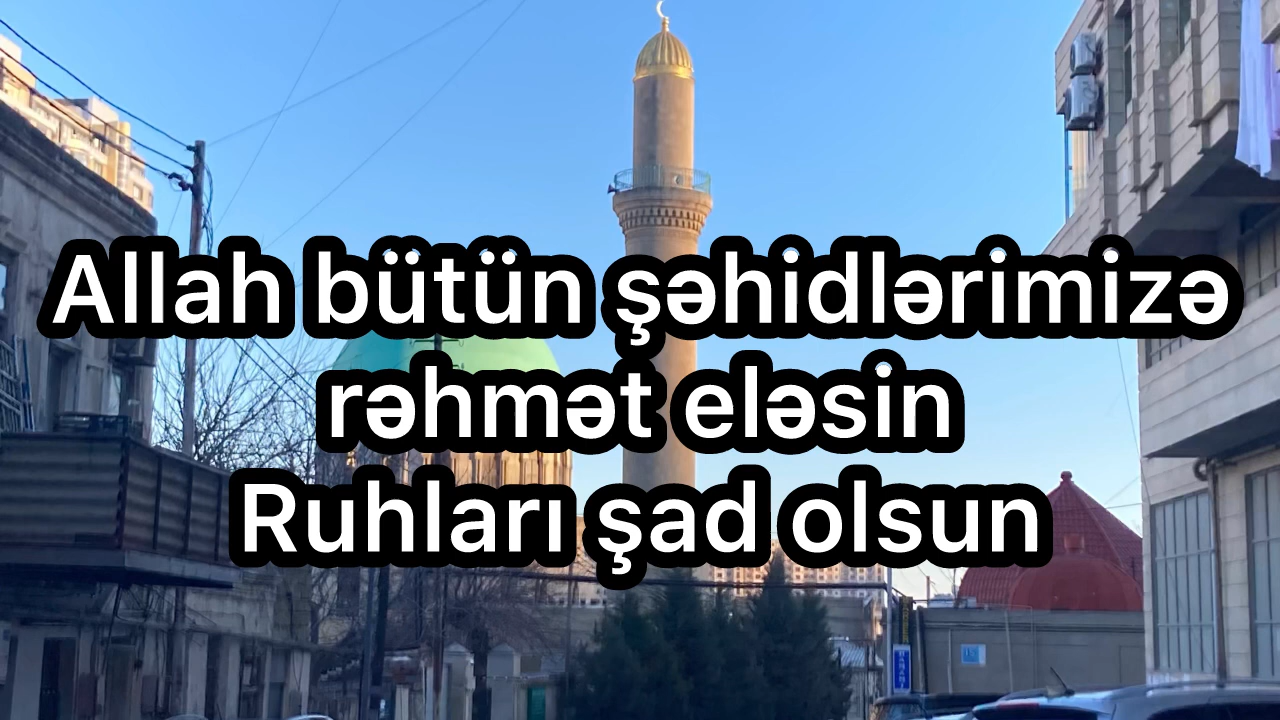 Allah bütün şəhidlərimizə
rəhmət eləsin
Ruhları şad olsun